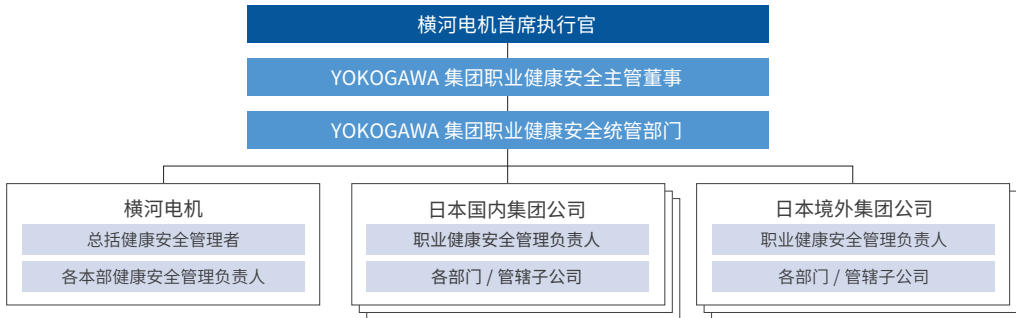 横河电机首席执行官
YOKOGAWA 集团职业健康安全主管董事
YOKOGAWA 集团职业健康安全统管部门
横河电机
总括健康安全管理者
各本部健康安全管理负责人
日本国内集团公司
职业健康安全管理负责人
各部门 / 管辖子公司
日本境外集团公司
职业健康安全管理负责人
各部门 / 管辖子公司